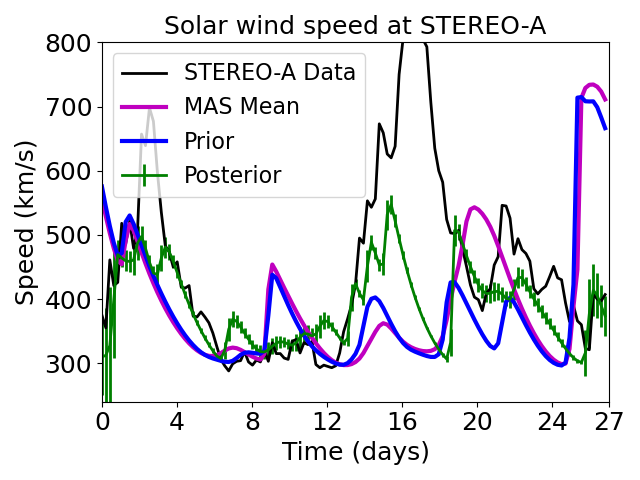 Solar wind speed at STEREO-A
800
700
600
500
400
300
Speed (km/s)
STEREO-A Data
MAS Mean
Prior
Posterior
0 4 8 12 16 20 24 27
Time (days)